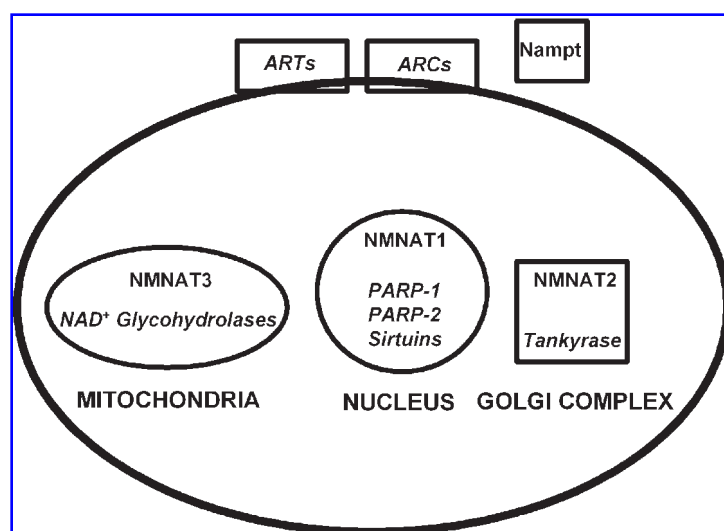 ARTs
ARCs
Nampt
NMNAT3
NAD+ Glycohydrolases
MITOCHONDRIA
NMNAT1
PARP-1
PARP-2
Sirtuins
NUCLEUS
NMNAT2
Tankyrase
GOLGI COMPLEX